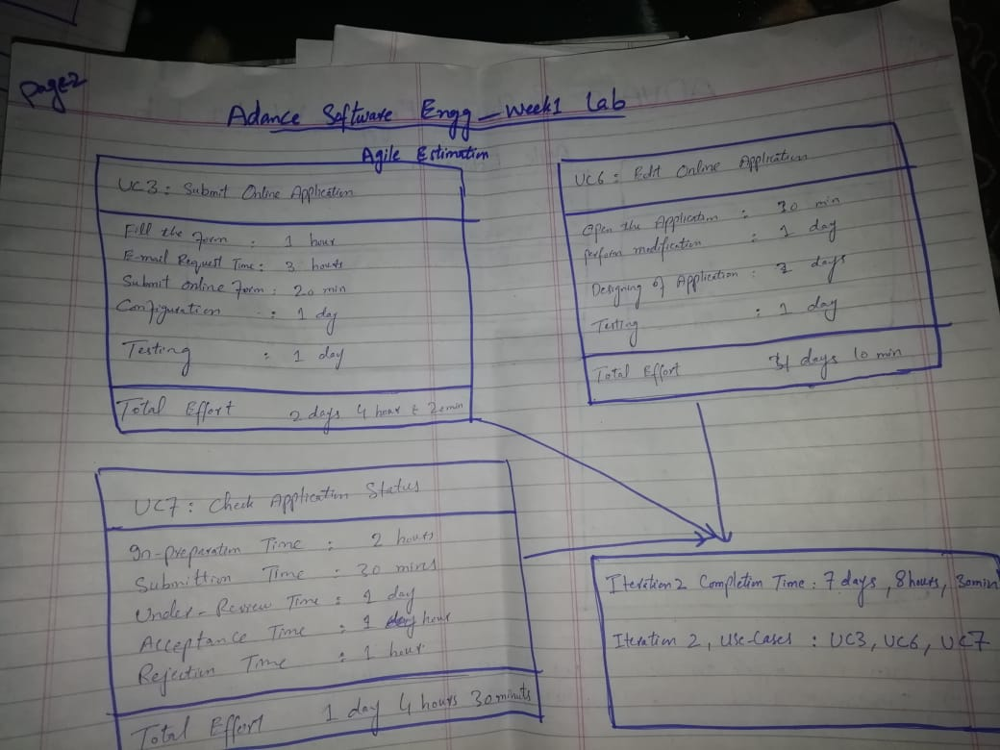 Page2
Adance Software Engg - Week1 Lab
Agile Estimation
UC3: Submit Online Application
Fill the Form : 1 hour
E-mail Request Time: 3 hours
Submit online Form : 20 min
Configuration : 1 day
Testing : 1 day
Total Effort 2 days 4 hour & 20min
UC6: Edit Online Application
Open the Application : 30 min
Perform modification : 1 day
Designing of Application : 2 days
Testing : 1 day
Total Effort days 10 min
UC7: Check Application Status
In-preparation Time : 2 hours
Submittion Time : 30 mins
Under-Review Time : 1 day
Acceptance Time : 1 hour
Rejection Time : 1 hour
Total Effort 1 day 4 hours 30 minuts
Iteration2 Completion Time : 7 days, 8 hours, 30min
Iteration 2, Use-Cases : UC3, UC6, UC7